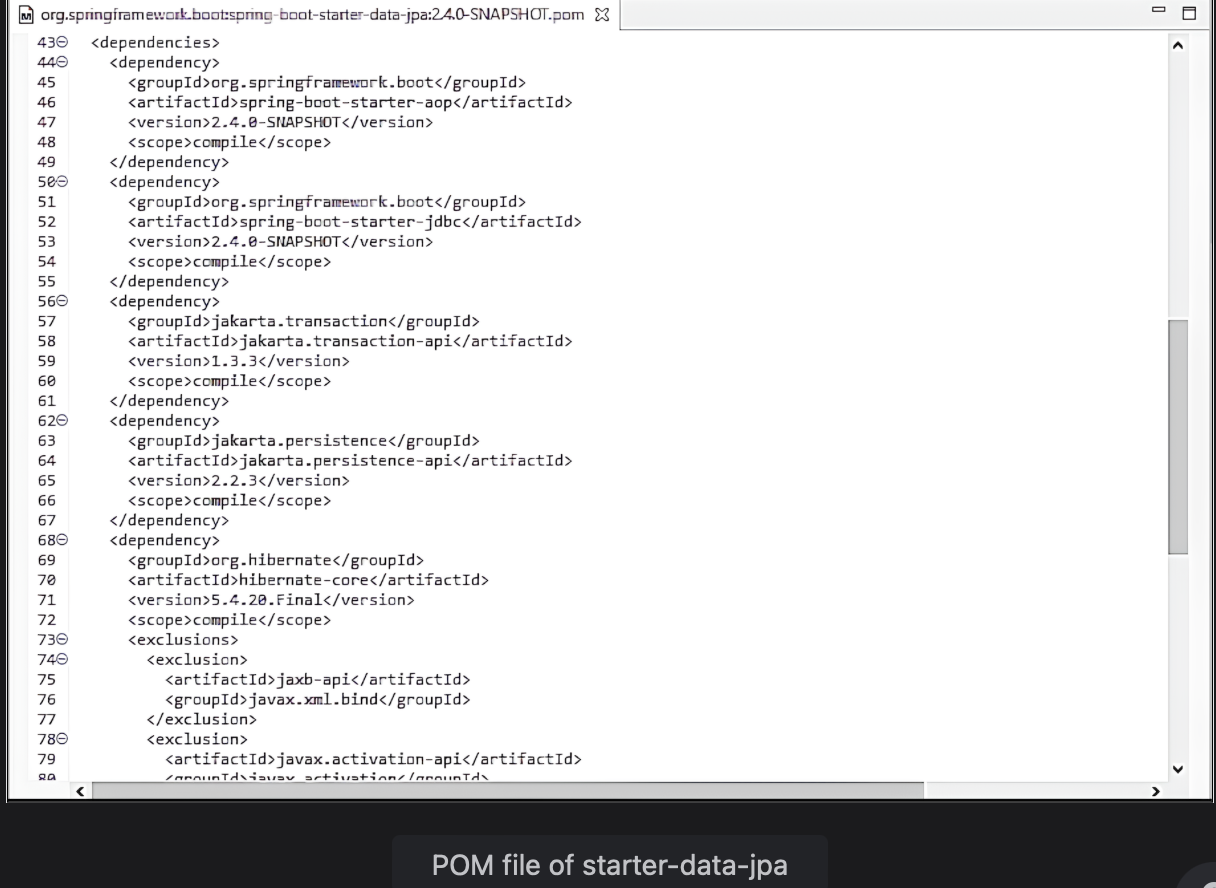 org.springframework.boot:spring-boot-starter-data-jpa:2.4.0-SNAPSHOT.pom
43 <dependencies>
44 <dependency>
45 <groupId>org.springframework.boot</groupId>
46 <artifactId>spring-boot-starter-aop</artifactId>
47 <version>2.4.0-SNAPSHOT</version>
48 <scope>compile</scope>
49 </dependency>
50 <dependency>
51 <groupId>org.springframework.boot</groupId>
52 <artifactId>spring-boot-starter-jdbc</artifactId>
53 <version>2.4.0-SNAPSHOT</version>
54 <scope>compile</scope>
55 </dependency>
56 <dependency>
57 <groupId>jakarta.transaction</groupId>
58 <artifactId>jakarta.transaction-api</artifactId>
59 <version>1.3.3</version>
60 <scope>compile</scope>
61 </dependency>
62 <dependency>
63 <groupId>jakarta.persistence</groupId>
64 <artifactId>jakarta.persistence-api</artifactId>
65 <version>2.2.3</version>
66 <scope>compile</scope>
67 </dependency>
68 <dependency>
69 <groupId>org.hibernate</groupId>
70 <artifactId>hibernate-core</artifactId>
71 <version>5.4.20.Final</version>
72 <scope>compile</scope>
73 <exclusions>
74 <exclusion>
75 <artifactId>jaxb-api</artifactId>
76 <groupId>javax.xml.bind</groupId>
77 </exclusion>
78 <exclusion>
79 <artifactId>javax.activation-api</artifactId>
80 <groupId>javax.activation</groupId>
POM file of starter-data-jpa